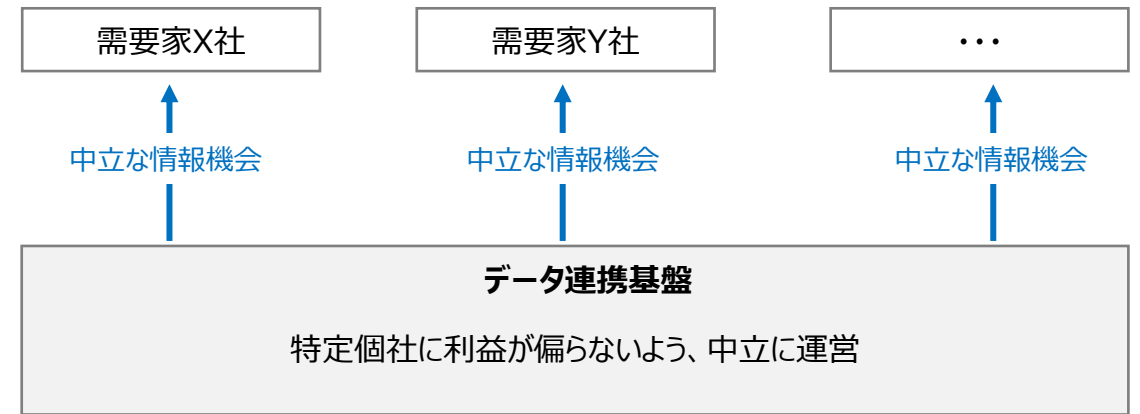 需要家X社
需要家Y社
･･･
中立な情報機会
中立な情報機会
中立な情報機会
データ連携基盤
特定個社に利益が偏らないよう、中立に運営